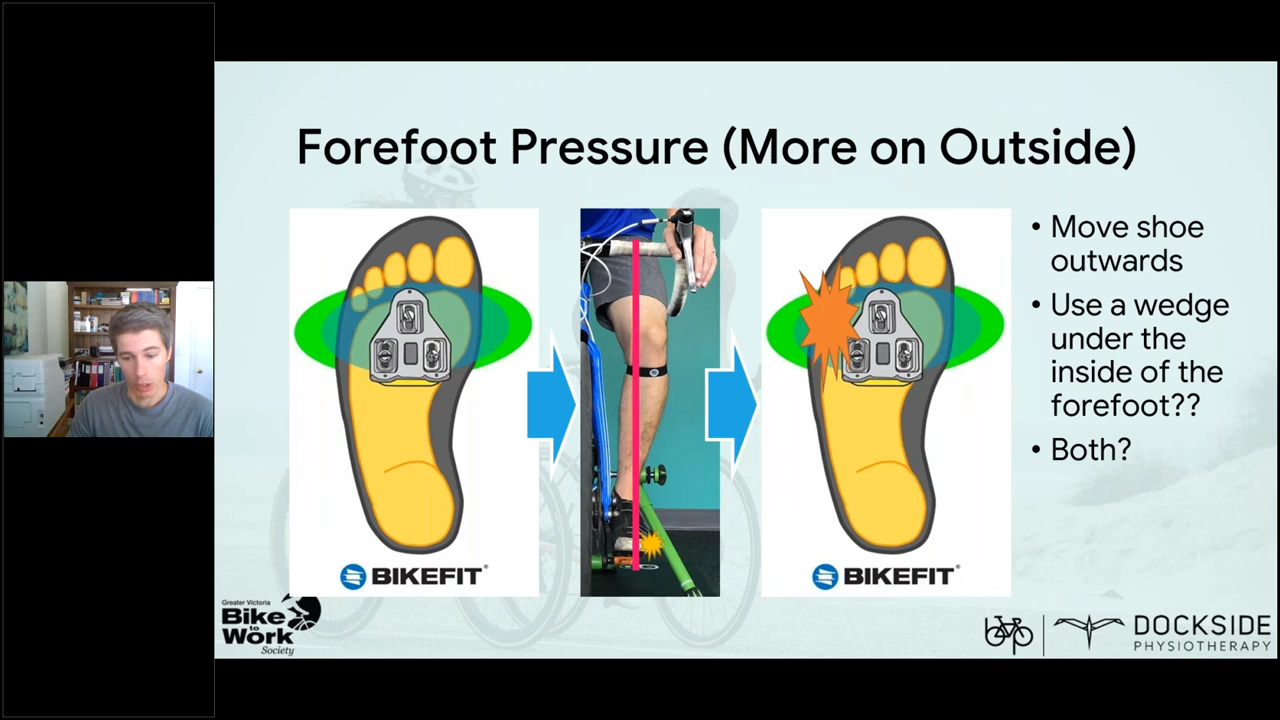 Forefoot Pressure (More on Outside)
• Move shoe
outwards
• Use a wedge
under the
inside of the
forefoot??
• Both?
BIKEFIT®
BIKEFIT®
Greater Victoria
Bike
to
Work
Society
DOCKSIDE
PHYSIOTHERAPY